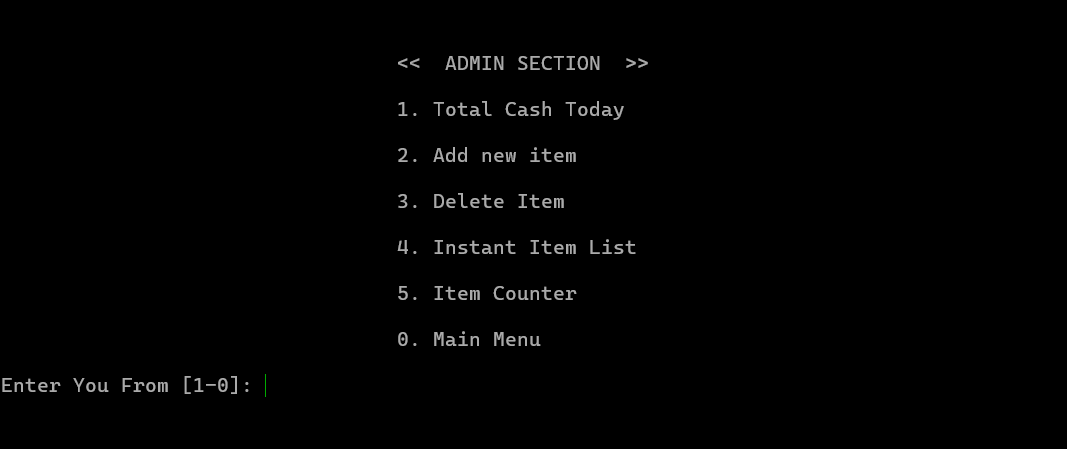 <<  ADMIN SECTION  >>
1. Total Cash Today
2. Add new item
3. Delete Item
4. Instant Item List
5. Item Counter
0. Main Menu
Enter You From [1-0]: